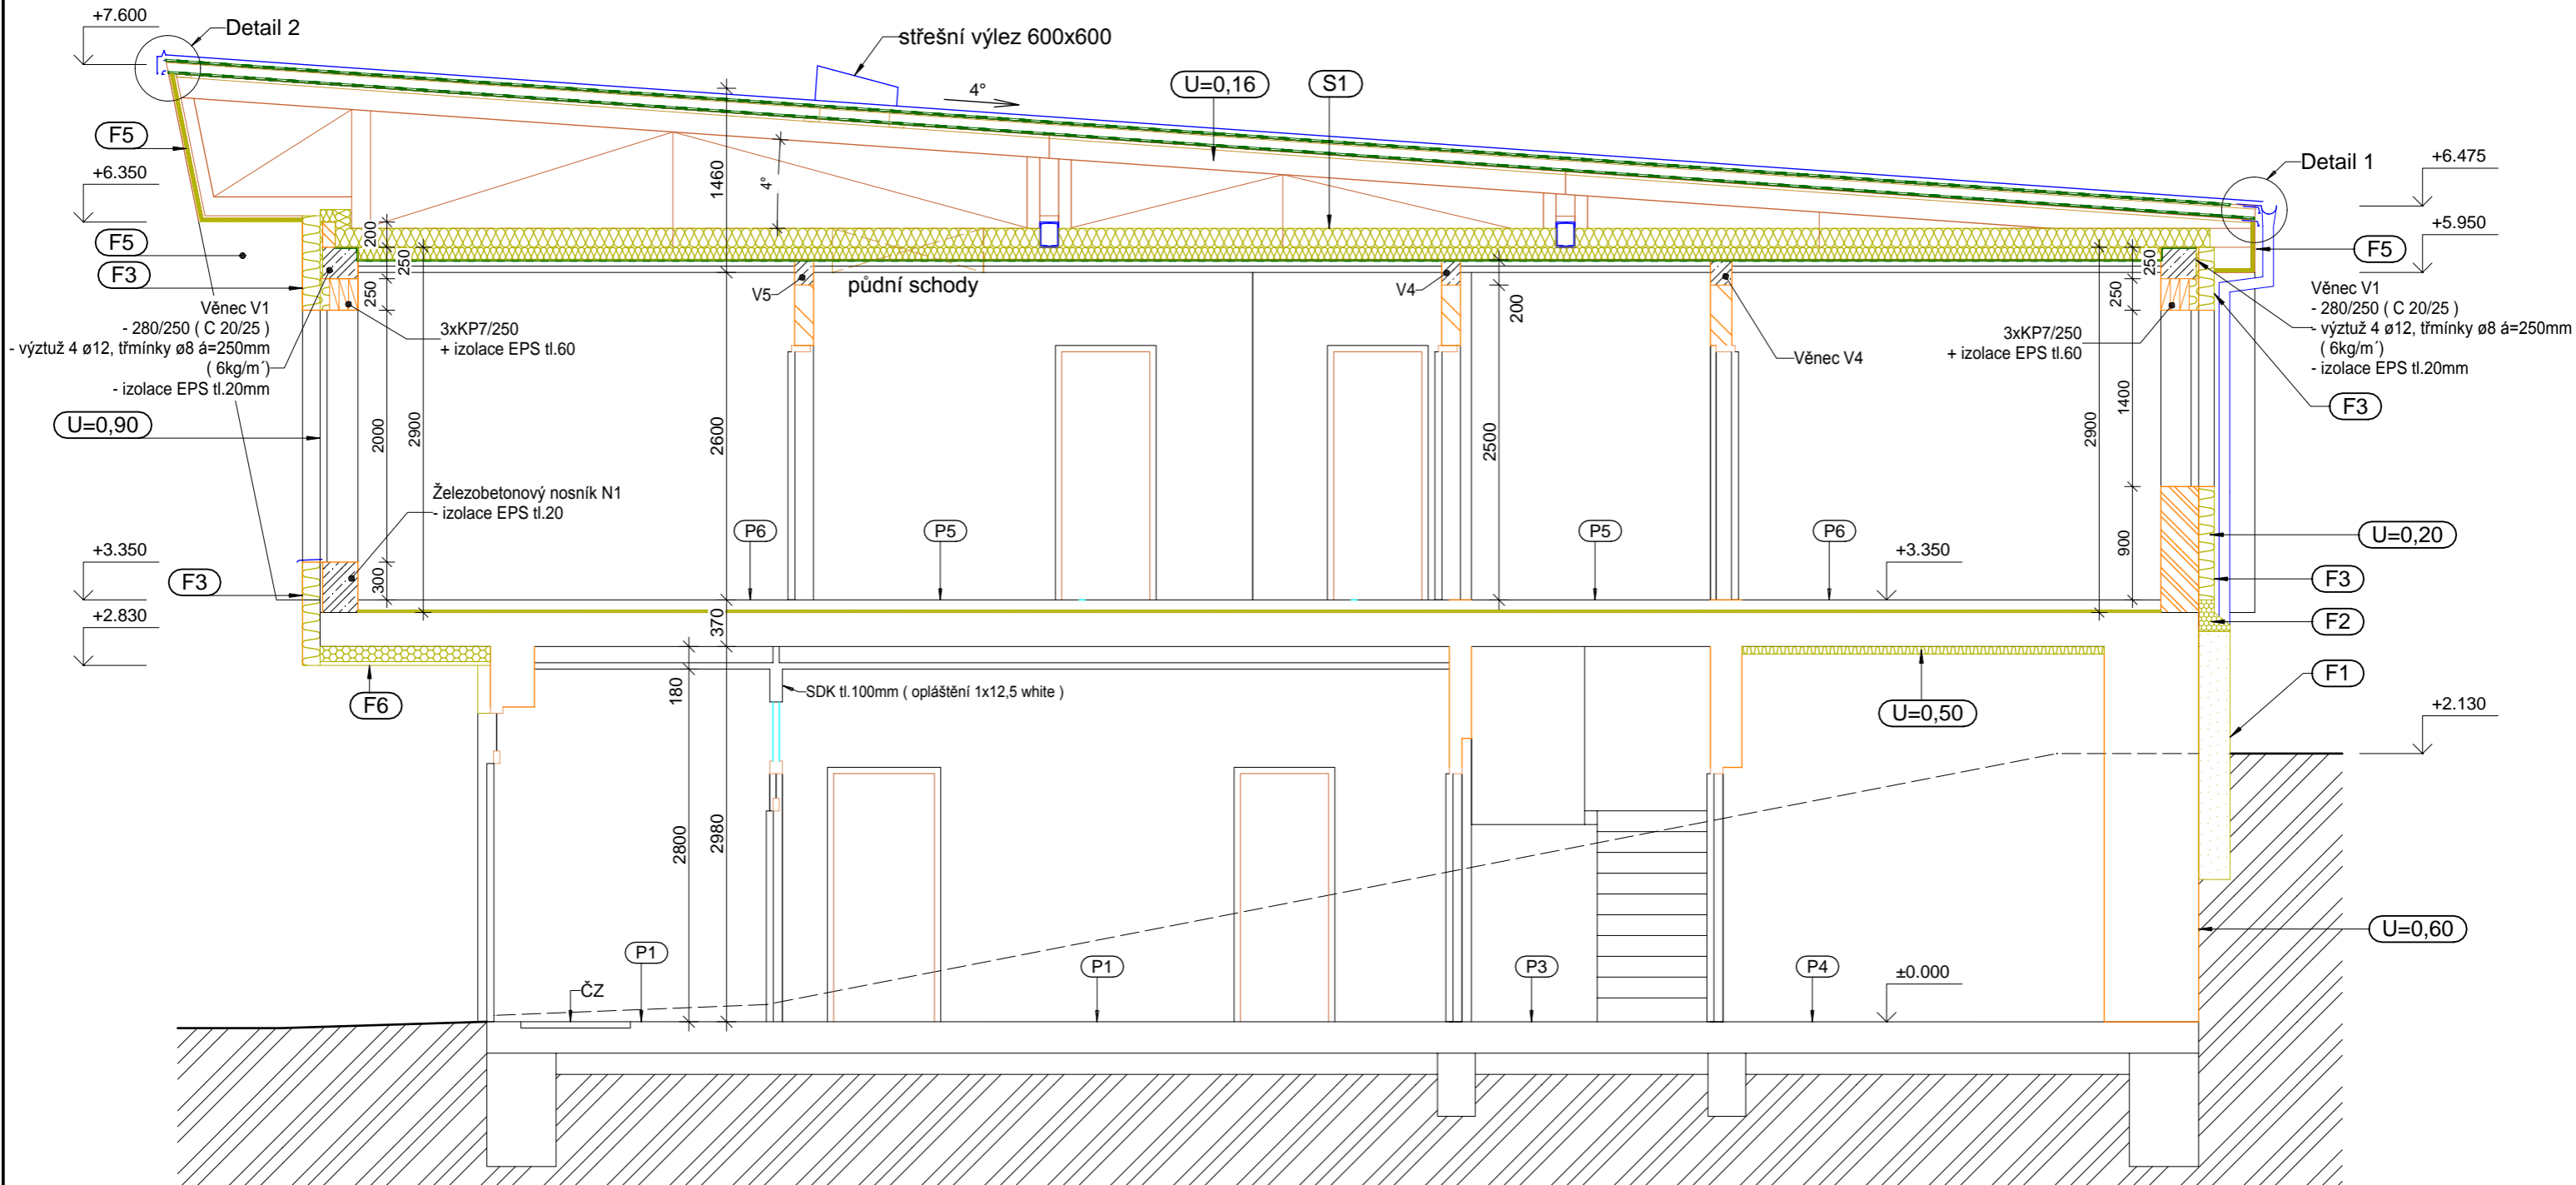 +7.600
Detail 2
střešní výlez 600x600
4°
U=0,16
S1
F5
+6.350
1460
4°
Detail 1
+6.475
F5
F3
200
250
250
půdní schody
V5
V4
200
250
250
+5.950
F5
Věnec V1
- 280/250 ( C 20/25 )
- výztuž 4 ø12, třmínky ø8 á=250mm
( 6kg/m´)
- izolace EPS tl.20mm
3xKP7/250
+ izolace EPS tl.60
Věnec V4
3xKP7/250
+ izolace EPS tl.60
Věnec V1
- 280/250 ( C 20/25 )
- výztuž 4 ø12, třmínky ø8 á=250mm
( 6kg/m´)
- izolace EPS tl.20mm
F3
U=0,90
2000
2900
2600
2500
2900
1400
Železobetonový nosník N1
- izolace EPS tl.20
P6
P5
P5
P6
+3.350
900
U=0,20
+3.350
F3
300
F3
+2.830
370
F2
F6
180
SDK tl.100mm ( opláštění 1x12,5 white )
U=0,50
F1
+2.130
2800
2980
U=0,60
ČZ
P1
P1
P3
P4
±0.000